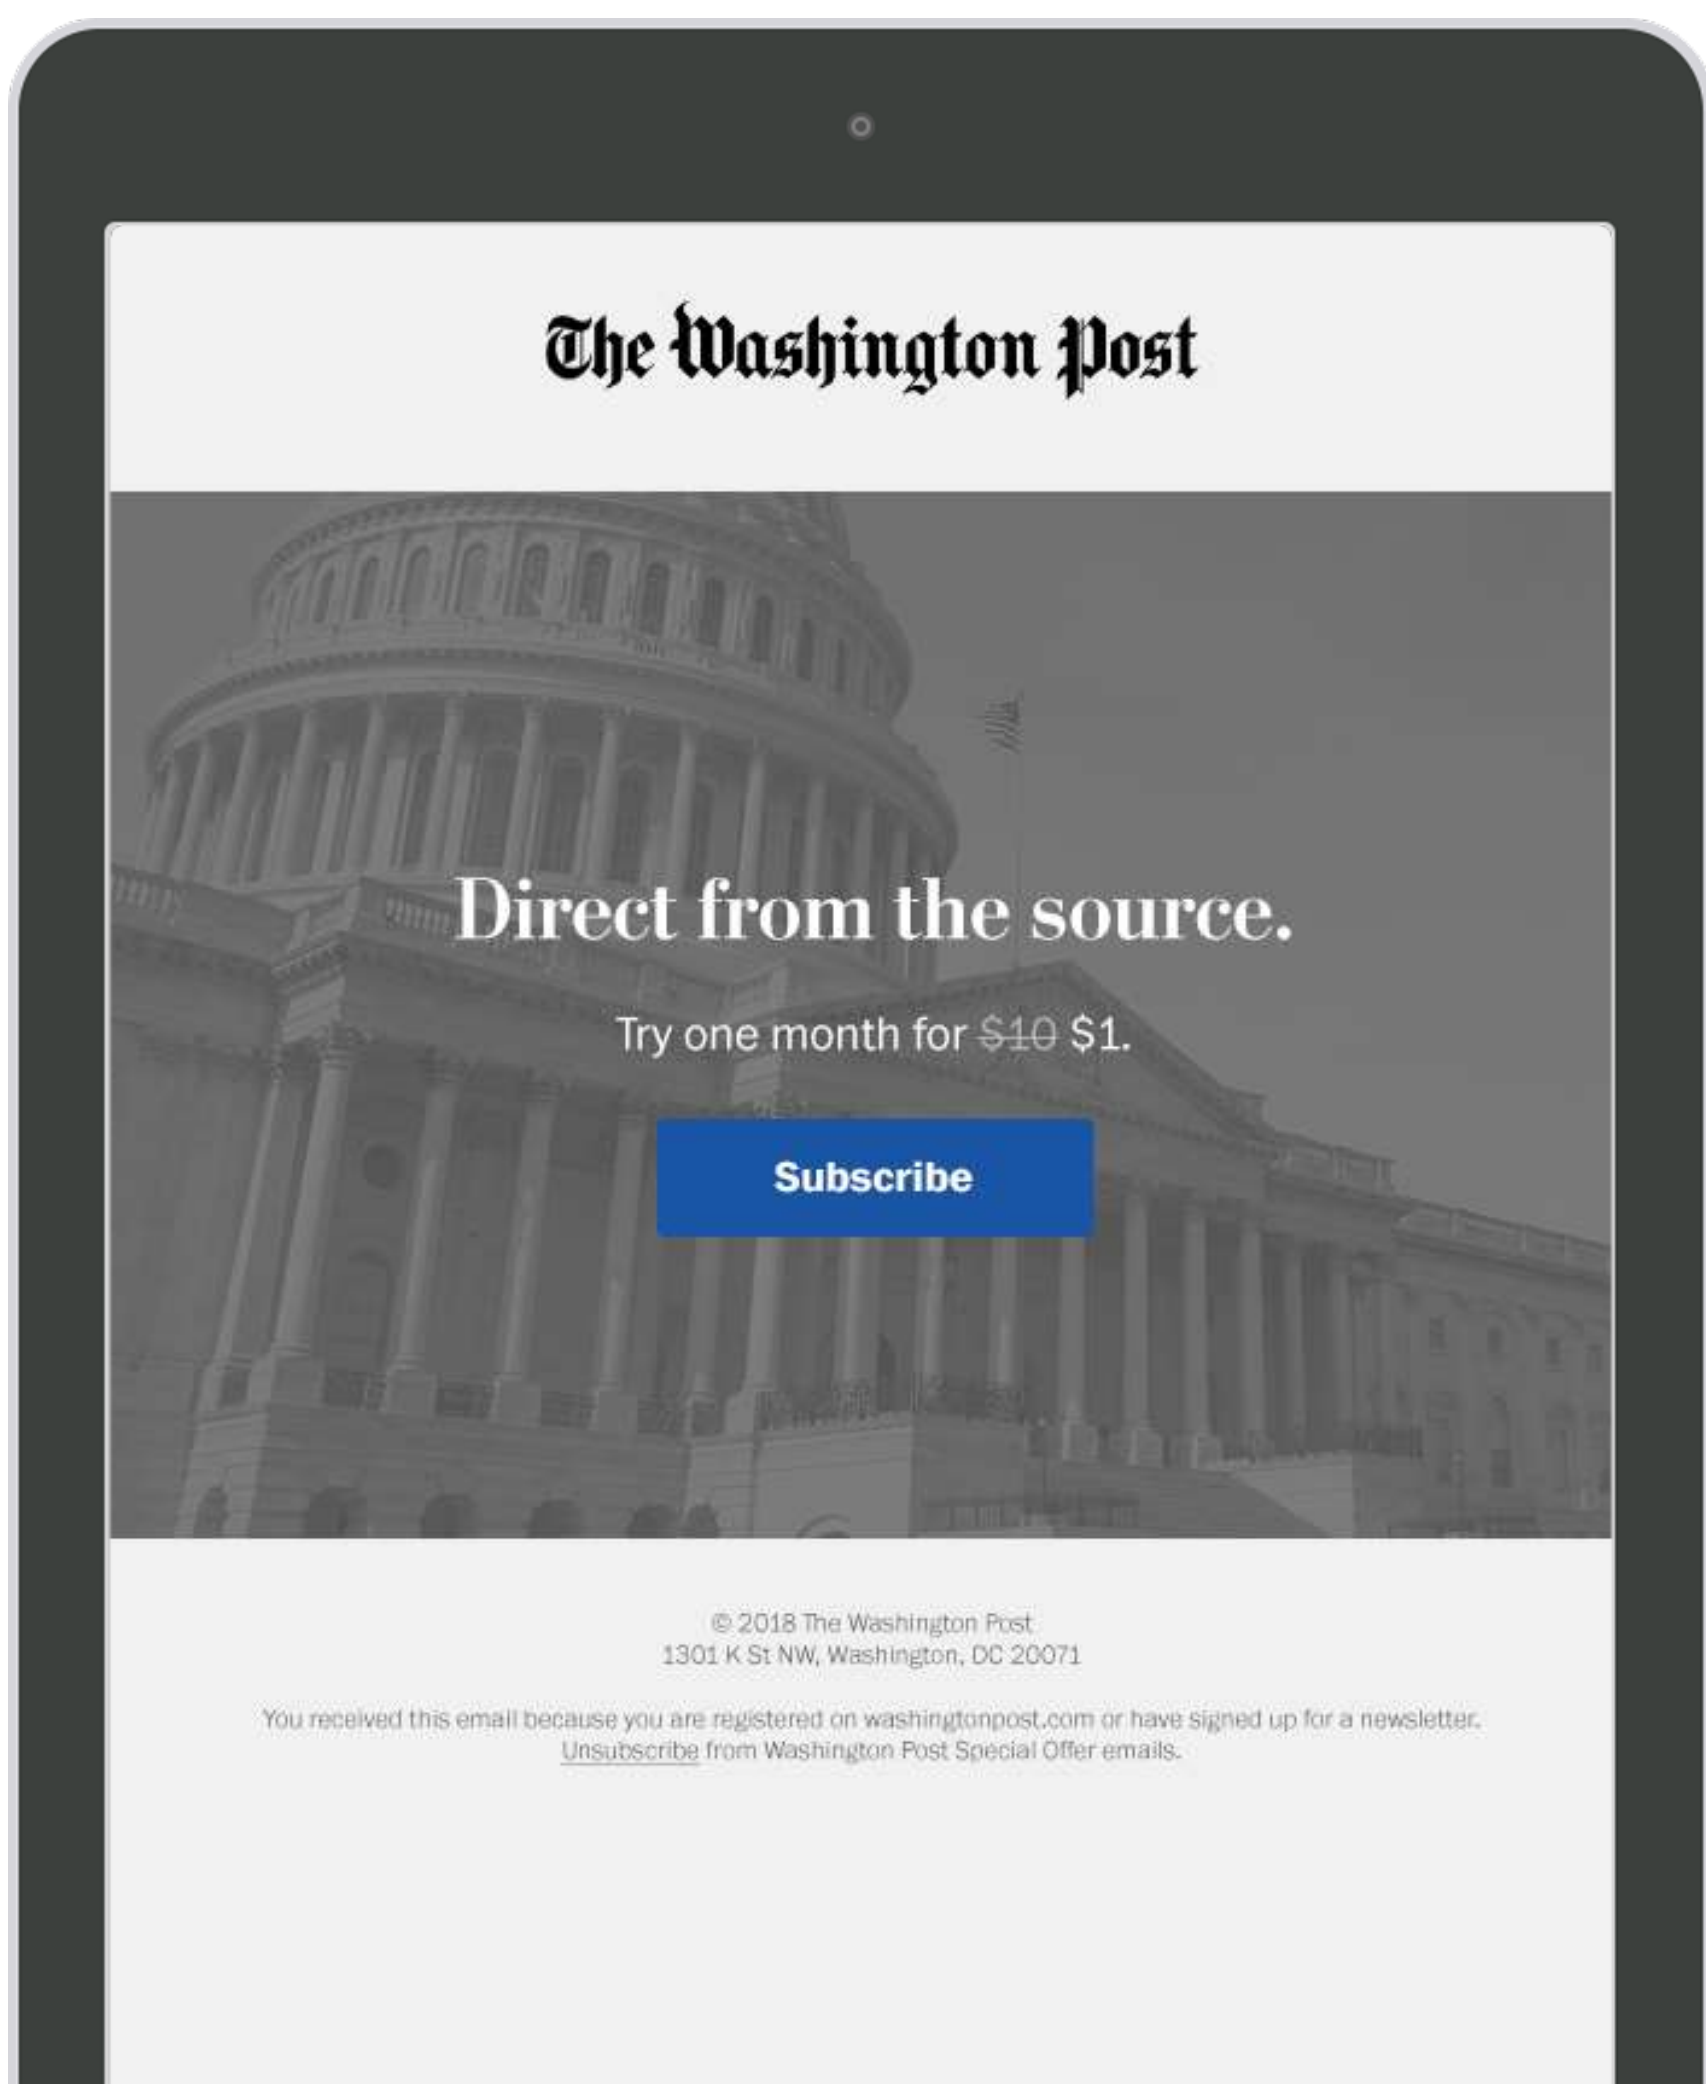 The Washington Post
Direct from the source.
Try one month for $10 $1.
Subscribe
© 2018 The Washington Post
1301 K St NW, Washington, DC 20071
You received this email because you are registered on washingtonpost.com or have signed up for a newsletter.
Unsubscribe from Washington Post Special Offer emails.